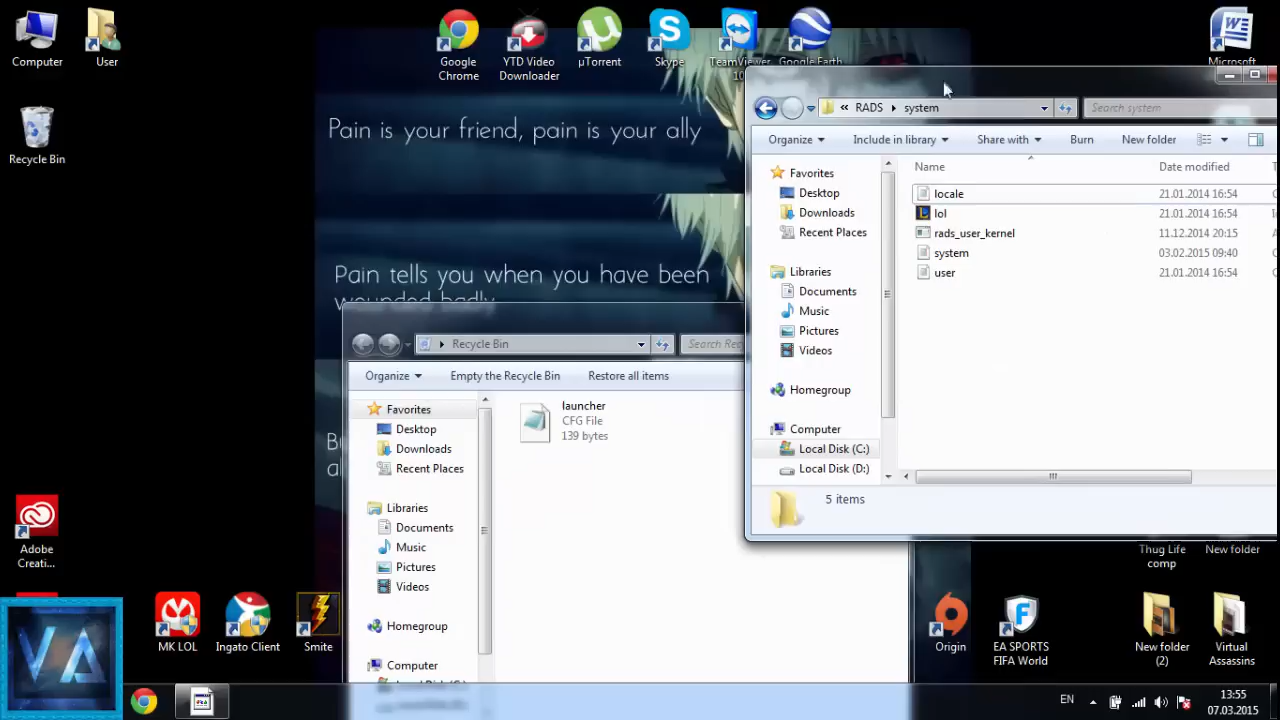 Computer
User
Google
Chrome
YTD Video
Downloader
µTorrent
Skype
TeamViewer
10
Google Earth
Microsoft
Recycle Bin
Pain is your friend, pain is your ally
Pain tells you when you have been
wounded badly
RADS
system
Search system
Organize
Include in library
Share with
Burn
New folder
Favorites
Desktop
Downloads
Recent Places
Libraries
Documents
Music
Pictures
Videos
Homegroup
Computer
Local Disk (C:)
Local Disk (D:)
Name
Date modified
locale
21.01.2014 16:54
lol
21.01.2014 16:54
rads_user_kernel
11.12.2014 20:15
system
03.02.2015 09:40
user
21.01.2014 16:54
5 items
Recycle Bin
Search Rec
Organize
Empty the Recycle Bin
Restore all items
Favorites
Desktop
Downloads
Recent Places
Libraries
Documents
Music
Pictures
Videos
Homegroup
Computer
launcher
CFG File
139 bytes
Adobe
Creati...
MK LOL
Ingato Client
Smite
Origin
EA SPORTS
FIFA World
Thug Life
comp
New folder
New folder
(2)
Virtual
Assassins
VA
EN
13:55
07.03.2015